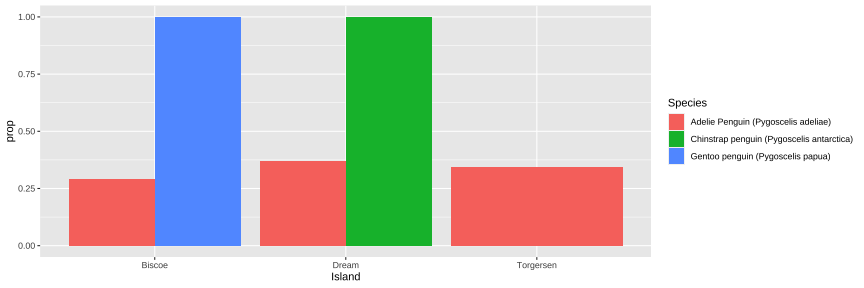 1.00
0.75
0.50
0.25
0.00
prop
Biscoe
Dream
Torgersen
Island
Species
Adelie Penguin (Pygoscelis adeliae)
Chinstrap penguin (Pygoscelis antarctica)
Gentoo penguin (Pygoscelis papua)